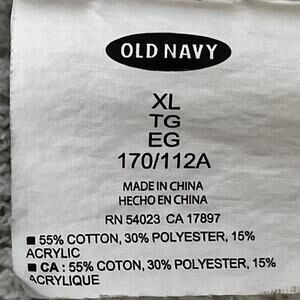 OLD NAVY
XL
TG
EG
170/112A
MADE IN CHINA
HECHO EN CHINA
RN 54023 CA 17897
■ 55% COTTON, 30% POLYESTER, 15%
ACRYLIC
■ CA : 55% COTON, 30% POLYESTER, 15%
ACRYLIQUE